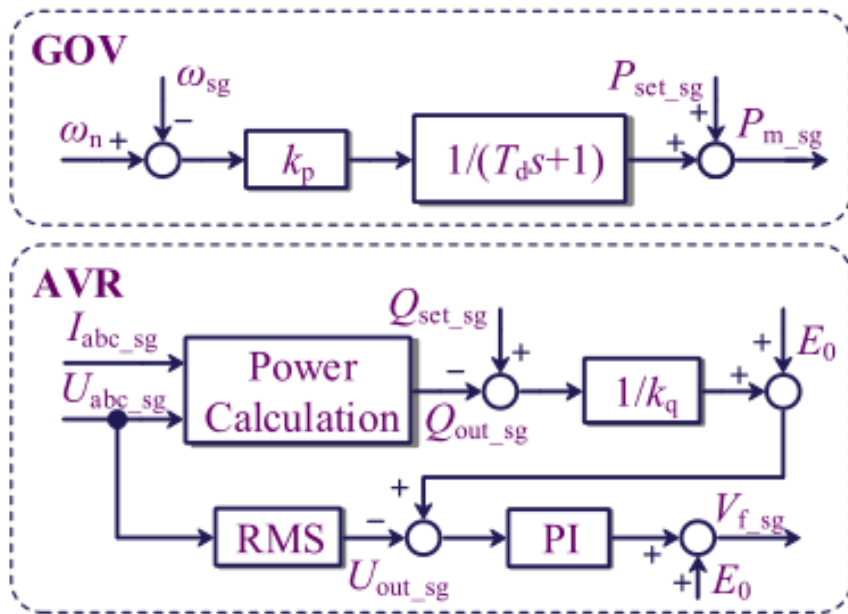 GOV
ω_sg
P_set_sg
ω_n + − k_p 1/(T_d s+1) + + P_m_sg
AVR
I_abc_sg
U_abc_sg
Power
Calculation
Q_set_sg
− +
Q_out_sg
1/k_q
+ +
E_0
RMS
− +
U_out_sg
PI
+ +
V_f_sg
E_0